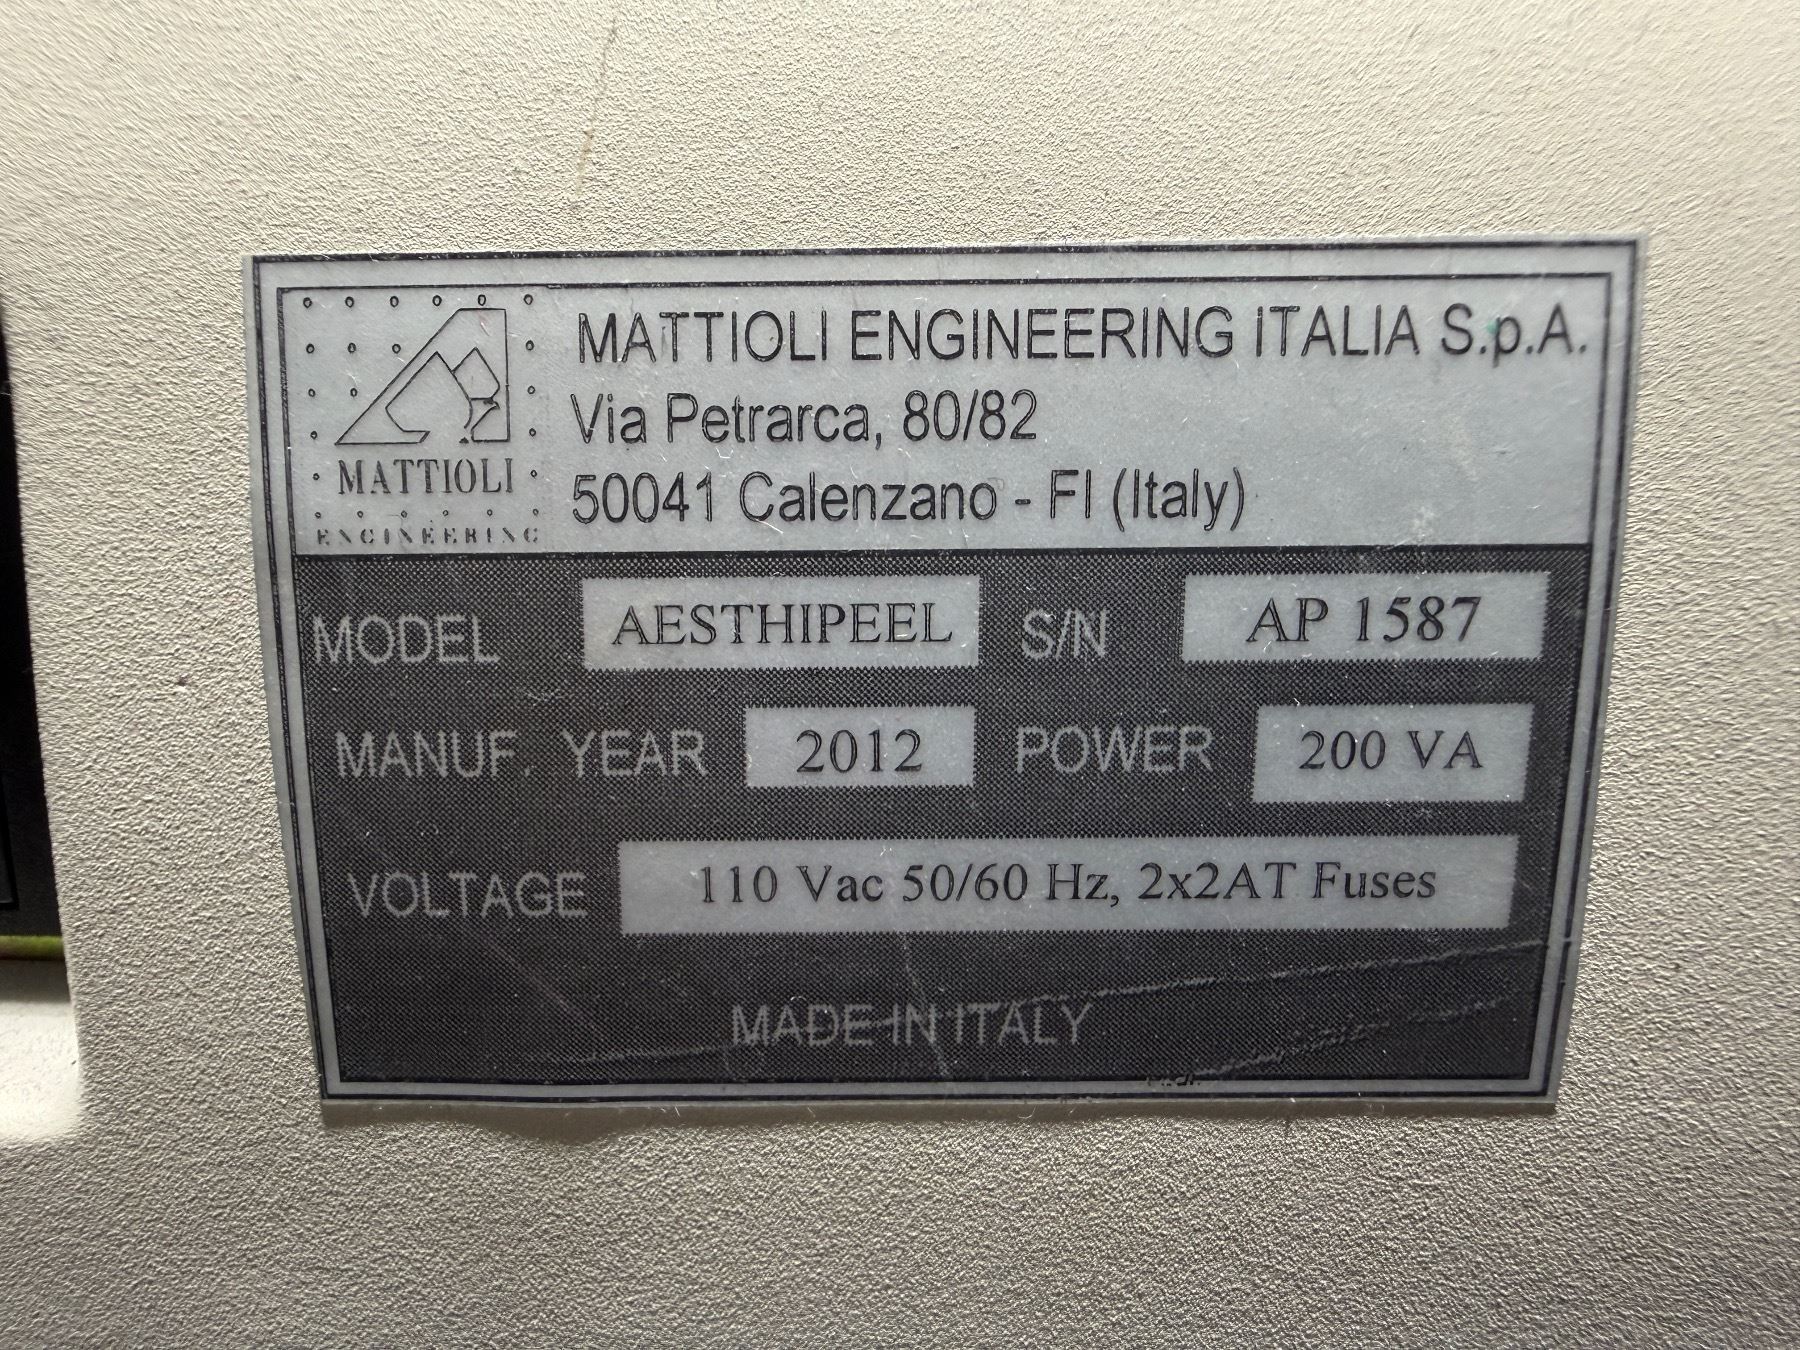 MATTIOLI
ENGINEERING
MATTIOLI ENGINEERING ITALIA S.p.A.
Via Petrarca, 80/82
50041 Calenzano - FI (Italy)
MODEL AESTHIPEEL S/N AP 1587
MANUF. YEAR 2012 POWER 200 VA
VOLTAGE 110 Vac 50/60 Hz, 2x2AT Fuses
MADE IN ITALY